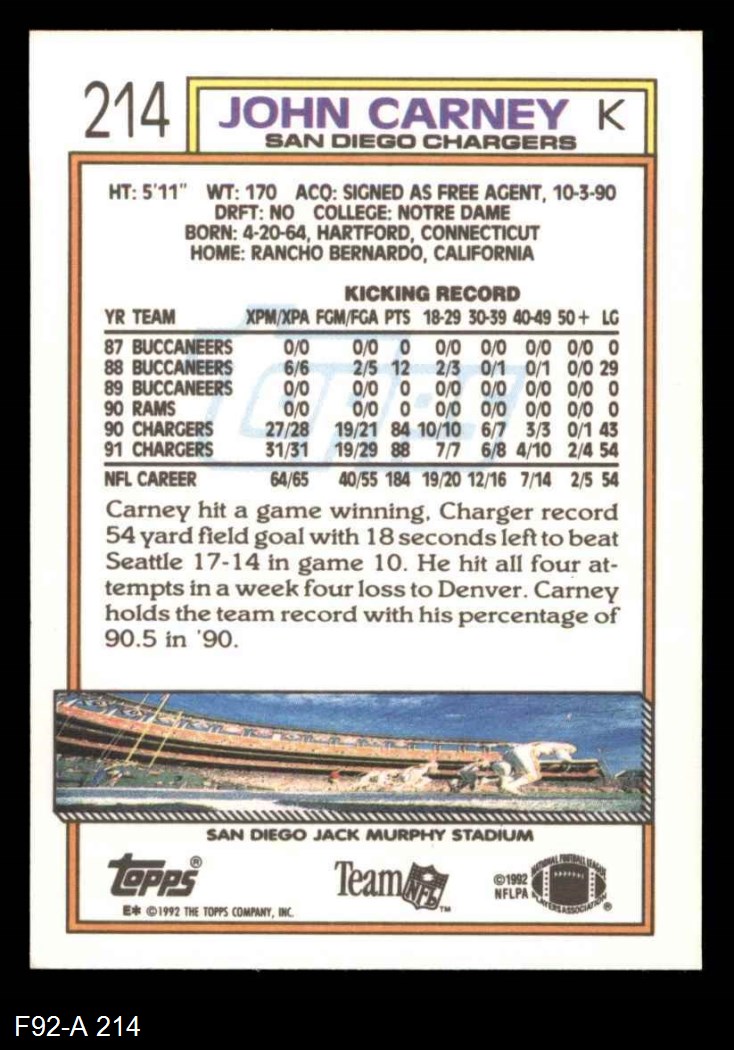 214
JOHN CARNEY K
SAN DIEGO CHARGERS
HT: 5'11" WT: 170 ACQ: SIGNED AS FREE AGENT, 10-3-90
DRFT: NO COLLEGE: NOTRE DAME
BORN: 4-20-64, HARTFORD, CONNECTICUT
HOME: RANCHO BERNARDO, CALIFORNIA
KICKING RECORD
YR TEAM XPM/XPA FGM/FGA PTS 18-29 30-39 40-49 50+ LG
87 BUCCANEERS 0/0 0/0 0 0/0 0/0 0/0 0/0 0
88 BUCCANEERS 6/6 2/5 12 2/3 0/1 0/1 0/0 29
89 BUCCANEERS 0/0 0/0 0 0/0 0/0 0/0 0/0 0
90 RAMS 0/0 0/0 0 0/0 0/0 0/0 0/0 0
90 CHARGERS 27/28 19/21 84 10/10 6/7 3/3 0/1 43
91 CHARGERS 31/31 19/29 88 7/7 6/8 4/10 2/4 54
NFL CAREER 64/65 40/55 184 19/20 12/16 7/14 2/5 54
Carney hit a game winning, Charger record
54 yard field goal with 18 seconds left to beat
Seattle 17-14 in game 10. He hit all four at-
tempts in a week four loss to Denver. Carney
holds the team record with his percentage of
90.5 in '90.
SAN DIEGO JACK MURPHY STADIUM
TOPPS®
Team NFL™
©1992
NFLPA
NATIONAL FOOTBALL LEAGUE
PLAYERS ASSOCIATION ®
E* ©1992 THE TOPPS COMPANY, INC.
F92-A 214